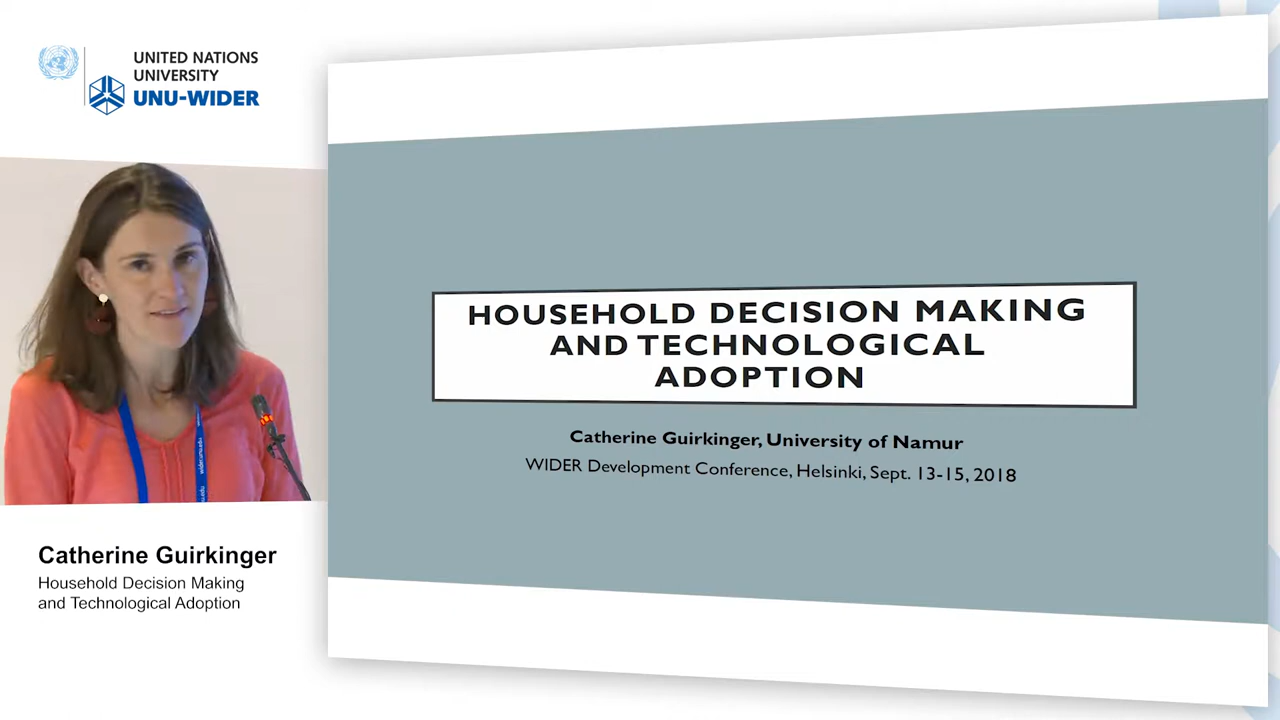 UNITED NATIONS
UNIVERSITY
UNU-WIDER
HOUSEHOLD DECISION MAKING
AND TECHNOLOGICAL
ADOPTION
Catherine Guirkinger, University of Namur
WIDER Development Conference, Helsinki, Sept. 13-15, 2018
Catherine Guirkinger
Household Decision Making
and Technological Adoption